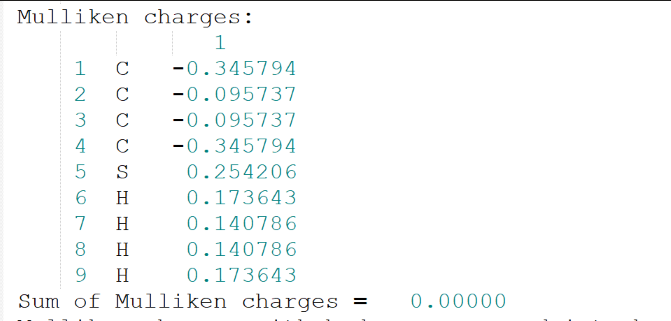 Mulliken charges:
1
1 C -0.345794
2 C -0.095737
3 C -0.095737
4 C -0.345794
5 S 0.254206
6 H 0.173643
7 H 0.140786
8 H 0.140786
9 H 0.173643
Sum of Mulliken charges = 0.00000